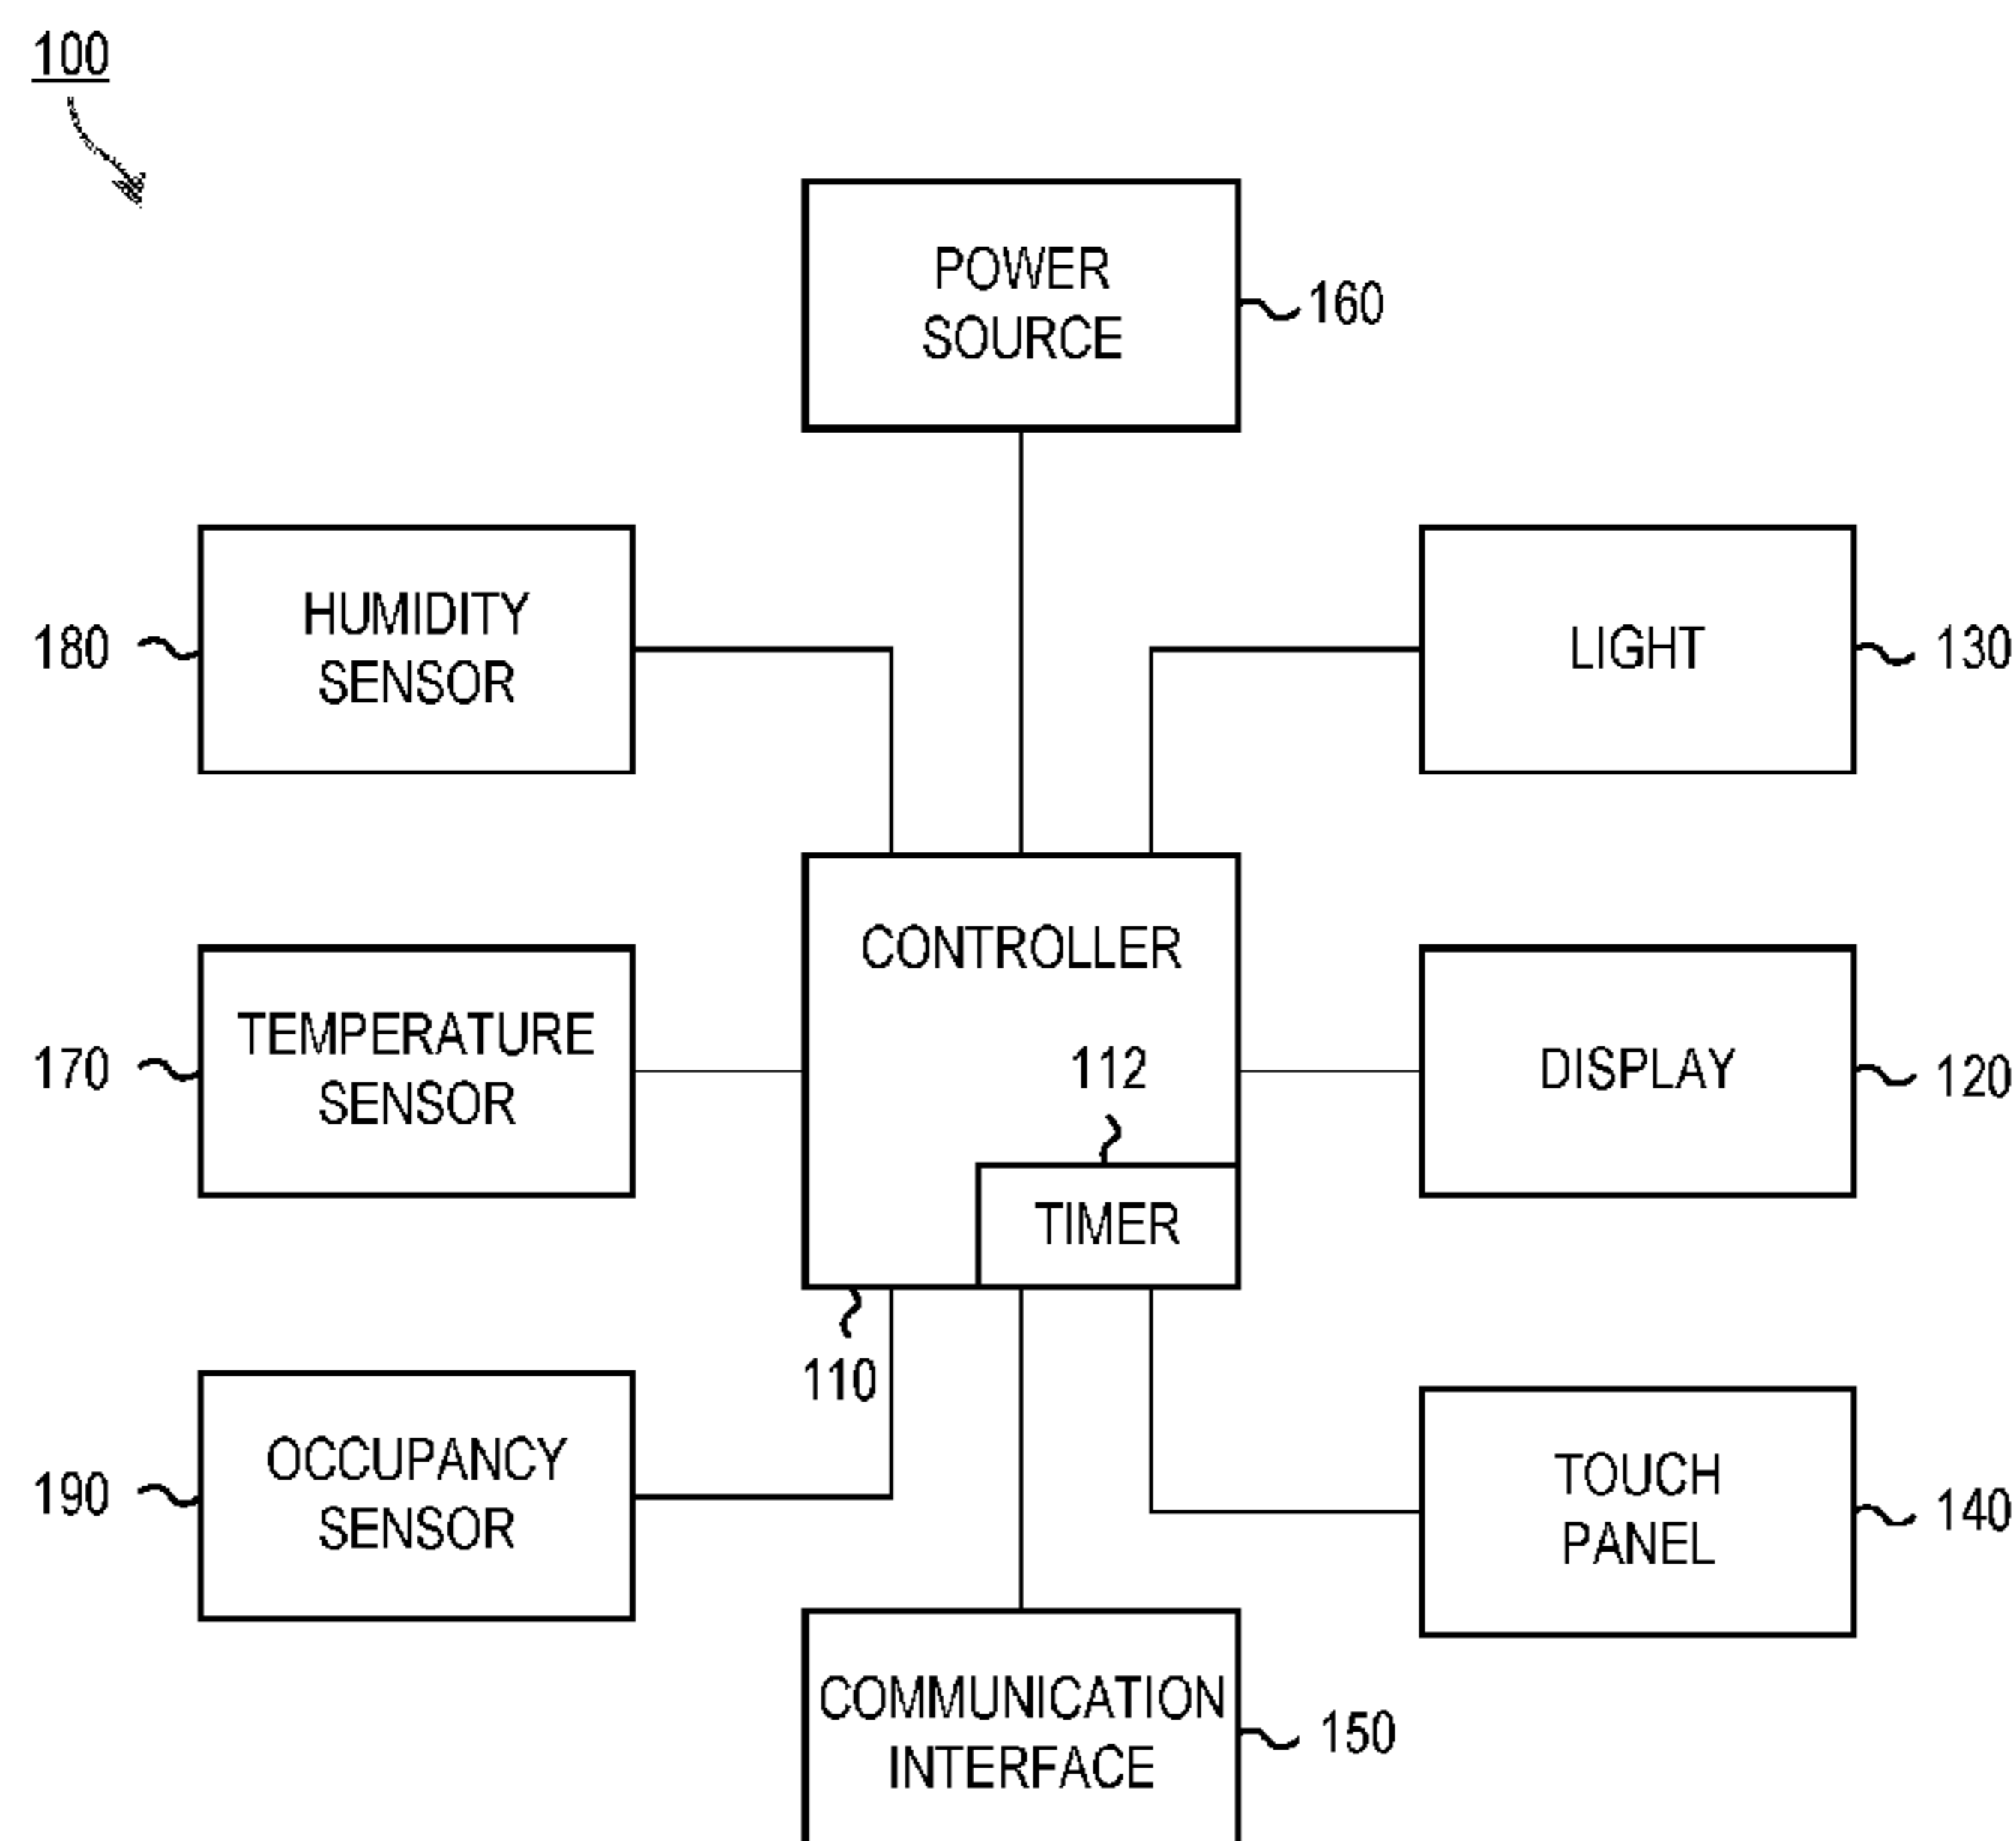 100
POWER
SOURCE
160
HUMIDITY
SENSOR
180
LIGHT
130
CONTROLLER
112
TIMER
110
TEMPERATURE
SENSOR
170
DISPLAY
120
OCCUPANCY
SENSOR
190
TOUCH
PANEL
140
COMMUNICATION
INTERFACE
150